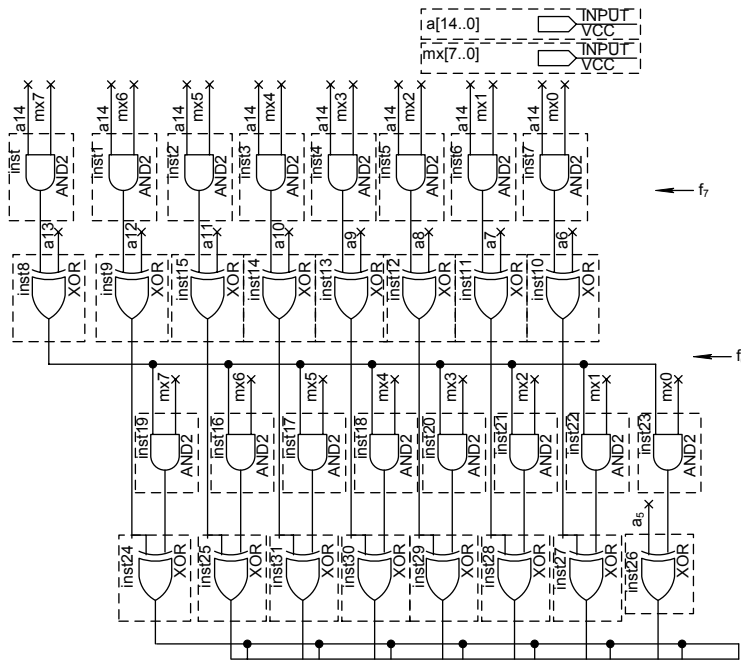 a[14..0] INPUT
VCC
mx[7..0] INPUT
VCC
a14 mx7 a14 mx6 a14 mx5 a14 mx4 a14 mx3 a14 mx2 a14 mx1 a14 mx0
inst AND2 inst1 AND2 inst2 AND2 inst3 AND2 inst4 AND2 inst5 AND2 inst6 AND2 inst7 AND2
f7
a13 a12 a11 a10 a9 a8 a7 a6
inst8 XOR inst9 XOR inst15 XOR inst14 XOR inst13 XOR inst12 XOR inst11 XOR inst10 XOR
f
mx7 mx6 mx5 mx4 mx3 mx2 mx1 mx0
inst19 AND2 inst16 AND2 inst17 AND2 inst18 AND2 inst20 AND2 inst21 AND2 inst22 AND2 inst23 AND2
a5
inst24 XOR inst25 XOR inst31 XOR inst30 XOR inst29 XOR inst28 XOR inst27 XOR inst26 XOR